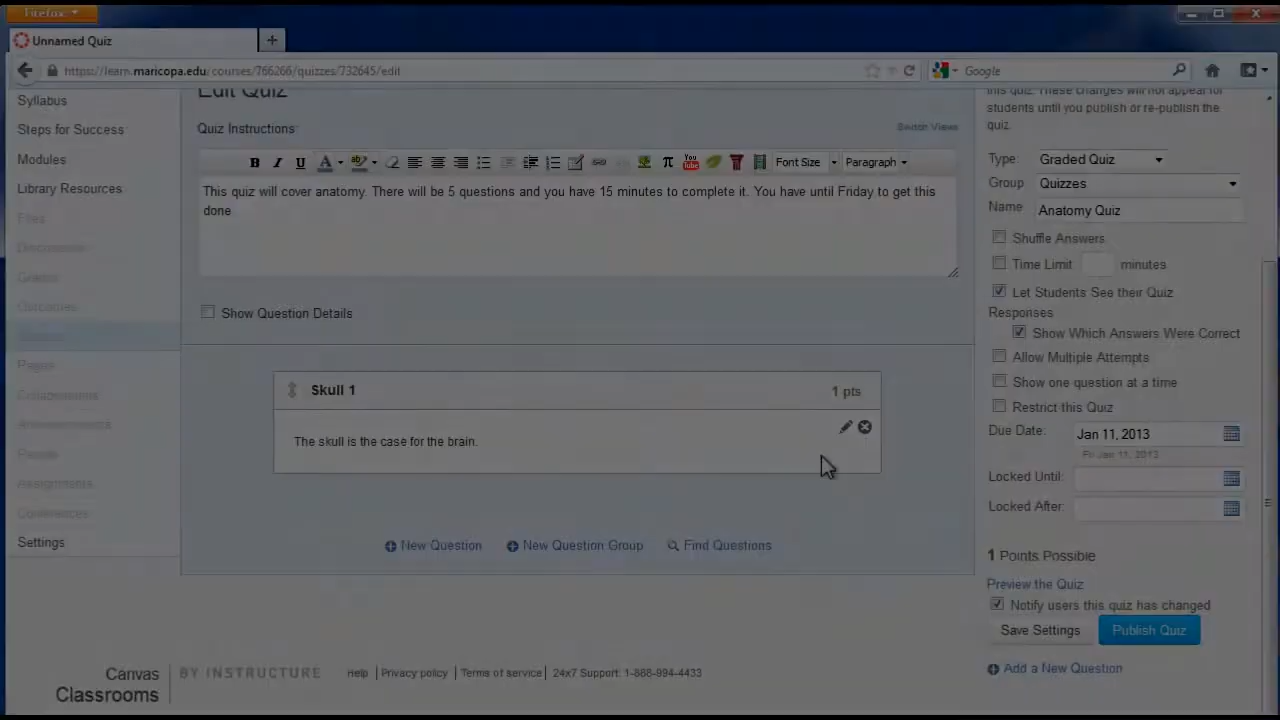 Firefox
Unnamed Quiz
https://learn.maricopa.edu/courses/766266/quizzes/732645/edit
Google
Syllabus
Steps for Success
Modules
Library Resources
Files
Discussions
Grades
Outcomes
Quizzes
Pages
Collaborations
Announcements
People
Assignments
Conferences
Settings
Edit Quiz
Quiz Instructions:
Switch Views
Font Size
Paragraph
This quiz will cover anatomy. There will be 5 questions and you have 15 minutes to complete it. You have until Friday to get this
done
Show Question Details
Skull 1
1 pts
The skull is the case for the brain.
New Question
New Question Group
Find Questions
this quiz. These changes will not appear for
students until you publish or re-publish the
quiz.
Type: Graded Quiz
Group Quizzes
Name Anatomy Quiz
Shuffle Answers
Time Limit minutes
Let Students See their Quiz
Responses
Show Which Answers Were Correct
Allow Multiple Attempts
Show one question at a time
Restrict this Quiz
Due Date: Jan 11, 2013
Fri Jan 11, 2013
Locked Until:
Locked After:
1 Points Possible
Preview the Quiz
Notify users this quiz has changed
Save Settings
Publish Quiz
Add a New Question
Canvas
Classrooms
BY INSTRUCTURE
Help Privacy policy Terms of service 24x7 Support: 1-888-994-4433